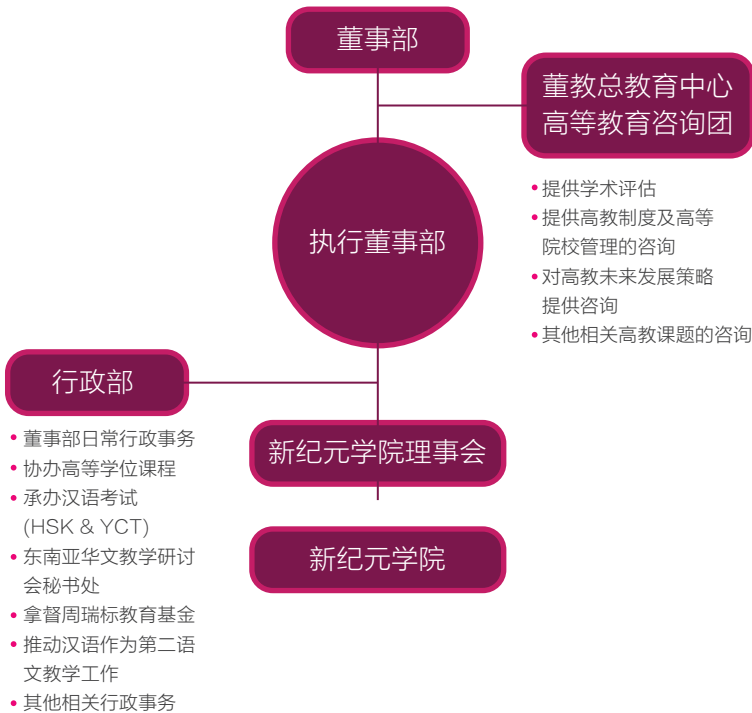 董事部
董教总教育中心
高等教育咨询团
• 提供学术评估
• 提供高教制度及高等
院校管理的咨询
• 对高教未来发展策略
提供咨询
• 其他相关高教课题的咨询
执行董事部
行政部
• 董事部日常行政事务
• 协办高等学位课程
• 承办汉语考试
(HSK & YCT)
• 东南亚华文教学研讨
会秘书处
• 拿督周瑞标教育基金
• 推动汉语作为第二语
文教学工作
• 其他相关行政事务
新纪元学院理事会
新纪元学院